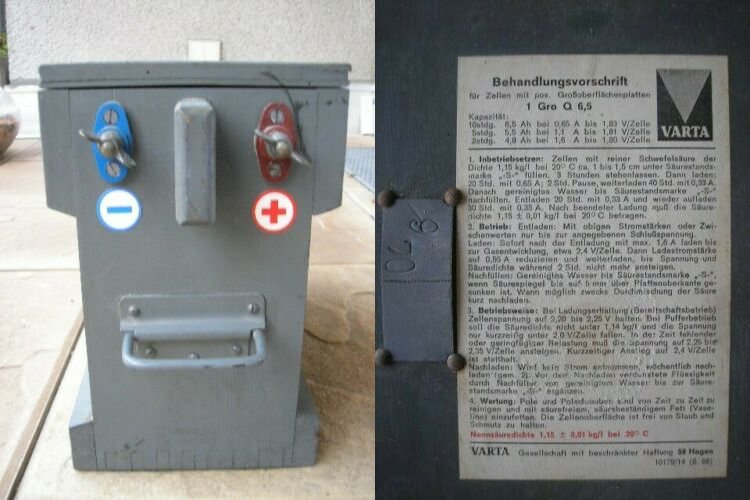 Behandlungsvorschrift
für Zellen mit pos. Großoberflächenplatten
1 Gro Q 6,5
VARTA
Kapazität:
10stdg. 6,5 Ah bei 0,65 A bis 1,83 V/Zelle
5stdg. 5,5 Ah bei 1,1 A bis 1,81 V/Zelle
3stdg. 4,8 Ah bei 1,6 A bis 1,80 V/Zelle
1. Inbetriebsetzen: Zellen mit reiner Schwefelsäure der
Dichte 1,15 kg/l bei 20° C ca. 1 bis 1,5 cm unter Säurestands-
marke „-S-" füllen. 3 Stunden stehenlassen. Dann laden:
20 Std. mit 0,65 A; 2 Std. Pause, weiterladen 40 Std. mit 0,33 A.
Danach gereinigtes Wasser bis Säurestandsmarke „-S-"
nachfüllen. Entladen 20 Std. mit 0,33 A und wieder aufladen
80 Std. mit 0,33 A. Nach beendeter Ladung muß die Säure-
dichte 1,15 ± 0,01 kg/l bei 20° C betragen.
2. Betrieb: Entladen: Mit obigen Stromstärken oder Zwi-
schenwerten nur bis zur angegebenen Schlußspannung.
Laden: Sofort nach der Entladung mit max. 1,6 A laden bis
zur Gasentwicklung, etwa 2,4 V/Zelle. Dann Ladestromstärke
auf 0,55 A reduzieren und weiterladen, bis Spannung und
Säuredichte während 2 Std. nicht mehr ansteigen.
Nachfüllen: Gereinigtes Wasser bis Säurestandsmarke „-S-",
wenn Säurespiegel bis auf 5 mm über Plattenoberkante ge-
sunken ist. Wenn möglich zwecks Durchmischung der Säure
kurz nachladen.
3. Betriebsweise: Bei Ladungserhaltung (Bereitschaftsbetrieb)
Zellenspannung auf 2,20 bis 2,25 V halten. Bei Pufferbetrieb
soll die Säuredichte nicht unter 1,14 kg/l und die Spannung
nur kurzzeitig unter 2,0 V/Zelle fallen. In der Zeit fehlender
oder geringfügiger Belastung muß die Spannung auf 2,25 bis
2,35 V/Zelle ansteigen. Kurzzeitiger Anstieg auf 2,4 V/Zelle
ist statthaft.
Nachladen: Wird kein Strom entnommen, wöchentlich nach-
laden gem. 2). Vor dem Nachladen verdunstete Flüssigkeit
durch Nachfüllen von gereinigtem Wasser bis zur Säure-
standsmarke „-S-" ergänzen.
4. Wartung: Pole und Polschrauben sind von Zeit zu Zeit zu
reinigen und mit säurefreiem, säurebeständigem Fett (Vase-
line) einzufetten. Die Zellenoberfläche ist frei von Staub und
Schmutz zu halten.
Nennsäuredichte 1,15 ± 0,01 kg/l bei 20° C
VARTA Gesellschaft mit beschränkter Haftung 58 Hagen